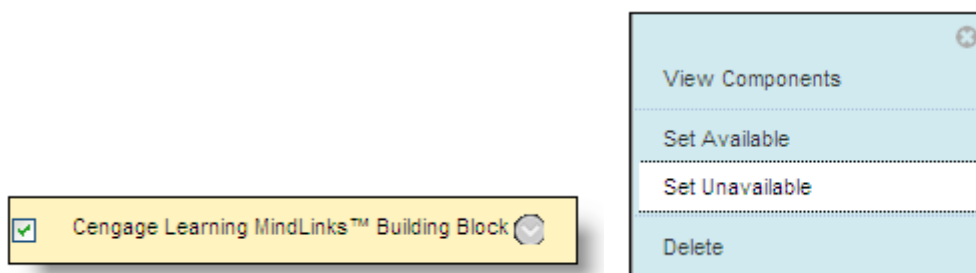 Cengage Learning MindLinks™ Building Block
View Components
Set Available
Set Unavailable
Delete